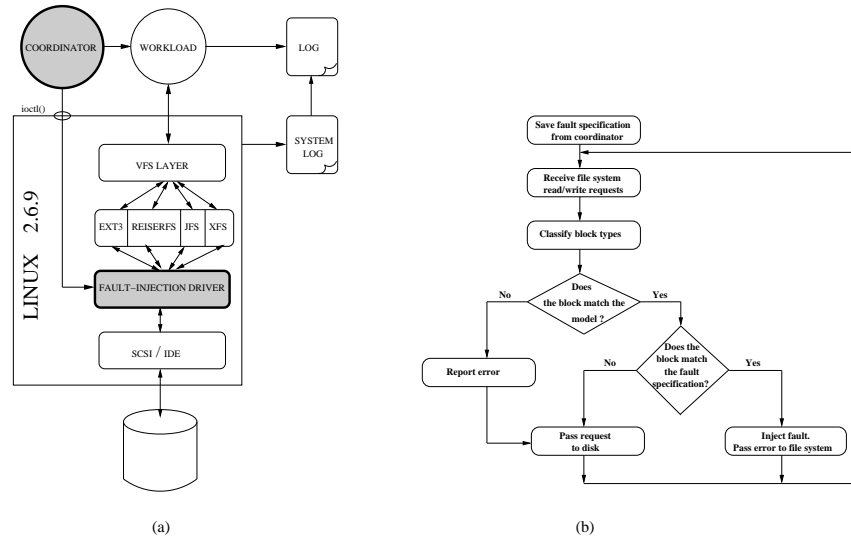 COORDINATOR
WORKLOAD
LOG
ioctl()
SYSTEM
LOG
VFS LAYER
LINUX 2.6.9
EXT3 REISERFS JFS XFS
FAULT–INJECTION DRIVER
SCSI / IDE
(a)
Save fault specification
from coordinator
Receive file system
read/write requests
Classify block types
Does
the block match the
model ?
No
Yes
Report error
Does the
block match
the fault
specification?
No
Yes
Pass request
to disk
Inject fault.
Pass error to file system
(b)